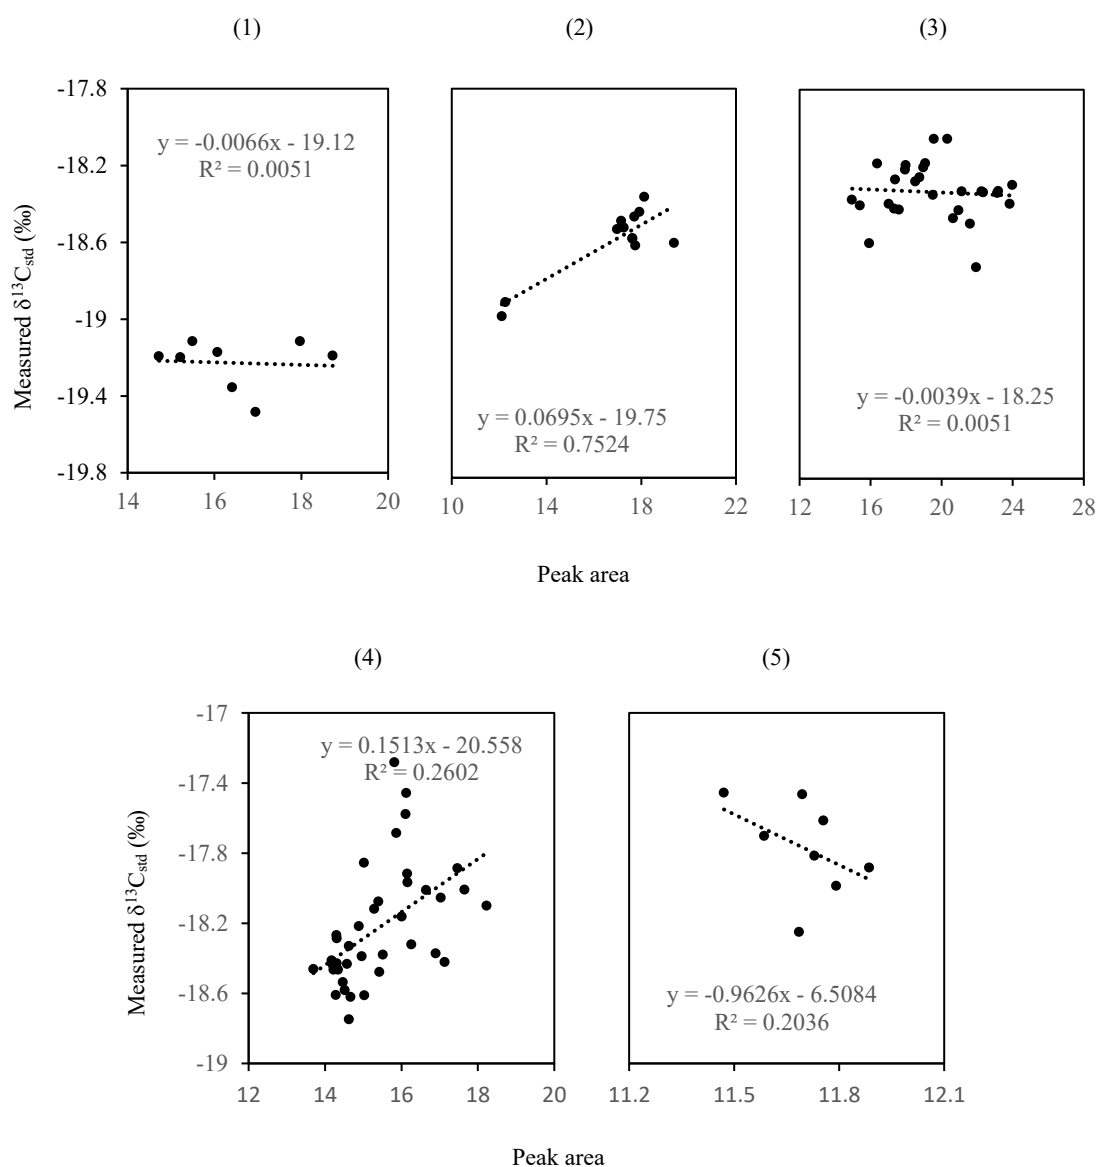 (1)
(2)
(3)
Measured δ¹³C_std (‰)
-17.8
-18.2
-18.6
-19
-19.4
-19.8
y = -0.0066x - 19.12
R² = 0.0051
14 16 18 20
y = 0.0695x - 19.75
R² = 0.7524
10 14 18 22
y = -0.0039x - 18.25
R² = 0.0051
12 16 20 24 28
Peak area
(4)
(5)
Measured δ¹³C_std (‰)
-17
-17.4
-17.8
-18.2
-18.6
-19
y = 0.1513x - 20.558
R² = 0.2602
12 14 16 18 20
y = -0.9626x - 6.5084
R² = 0.2036
11.2 11.5 11.8 12.1
Peak area